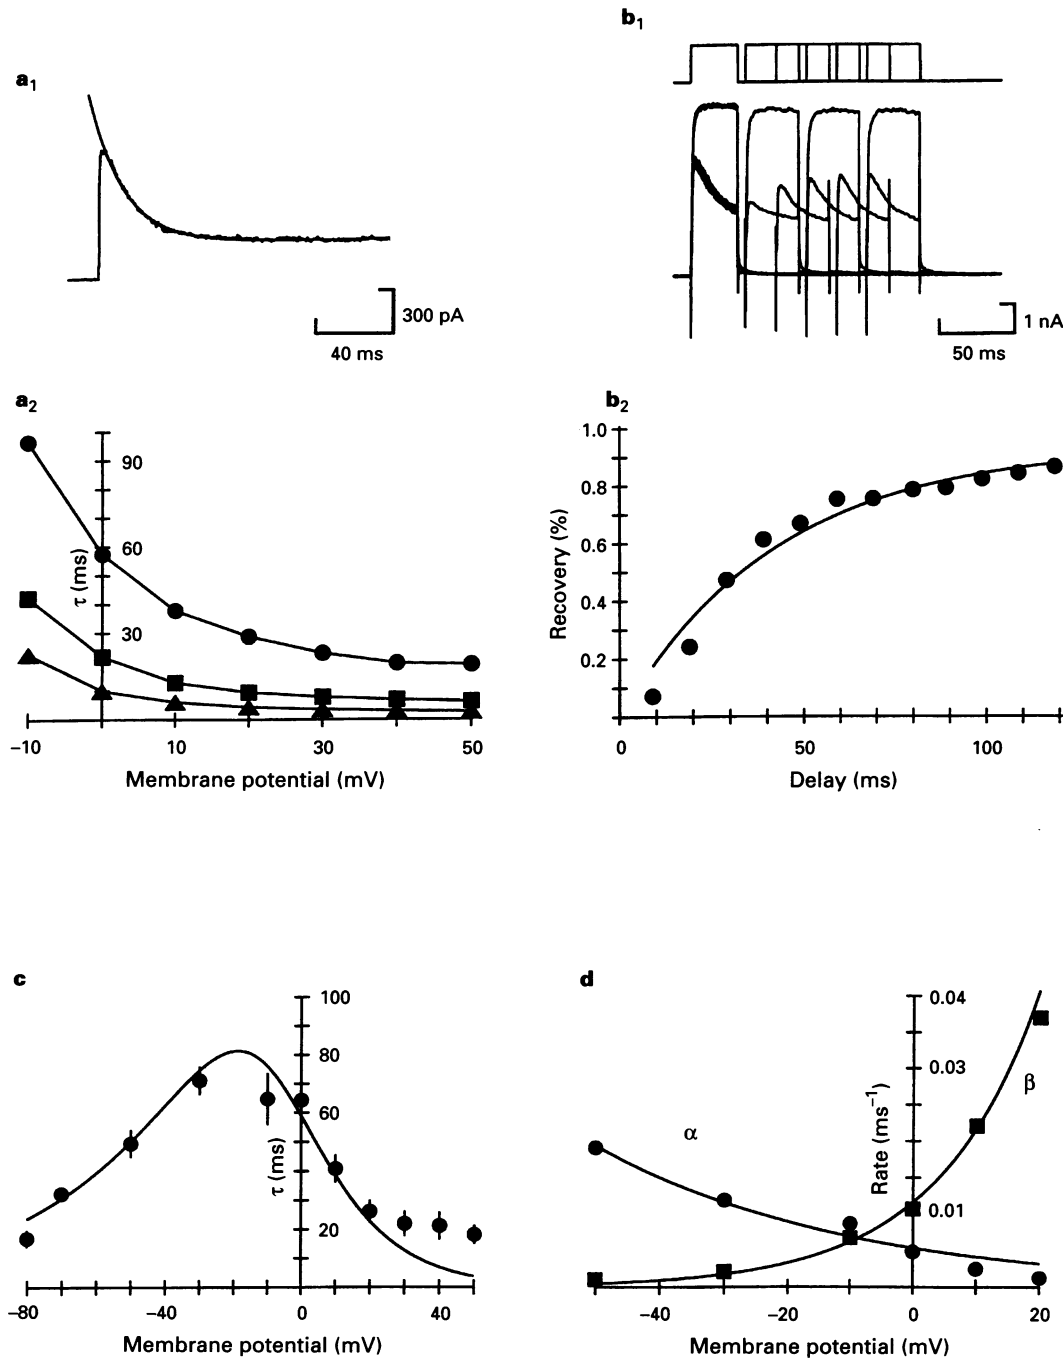 a1
300 pA
40 ms
b1
1 nA
50 ms
a2
90
60
30
τ (ms)
−10
10
30
50
Membrane potential (mV)
b2
1.0
0.8
0.6
0.4
0.2
Recovery (%)
0
50
100
Delay (ms)
c
100
80
60
40
20
τ (ms)
−80
−40
0
40
Membrane potential (mV)
d
0.04
0.03
0.01
Rate (ms−1)
α
β
−40
−20
0
20
Membrane potential (mV)